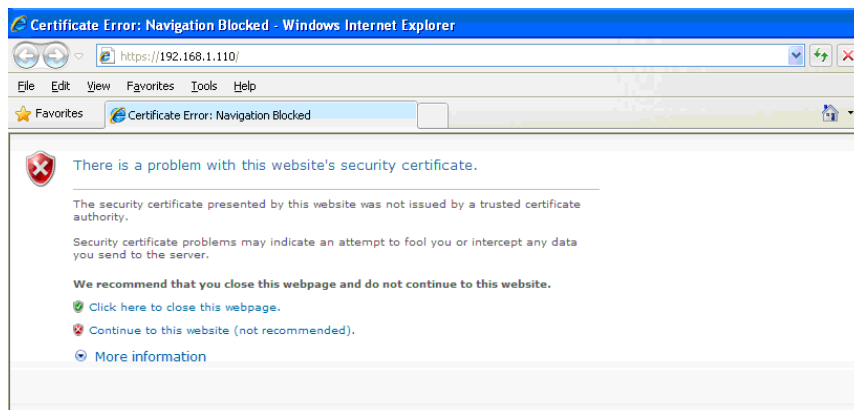 Certificate Error: Navigation Blocked - Windows Internet Explorer
https://192.168.1.110/
File Edit View Favorites Tools Help
Favorites Certificate Error: Navigation Blocked
There is a problem with this website's security certificate.
The security certificate presented by this website was not issued by a trusted certificate
authority.
Security certificate problems may indicate an attempt to fool you or intercept any data
you send to the server.
We recommend that you close this webpage and do not continue to this website.
Click here to close this webpage.
Continue to this website (not recommended).
More information